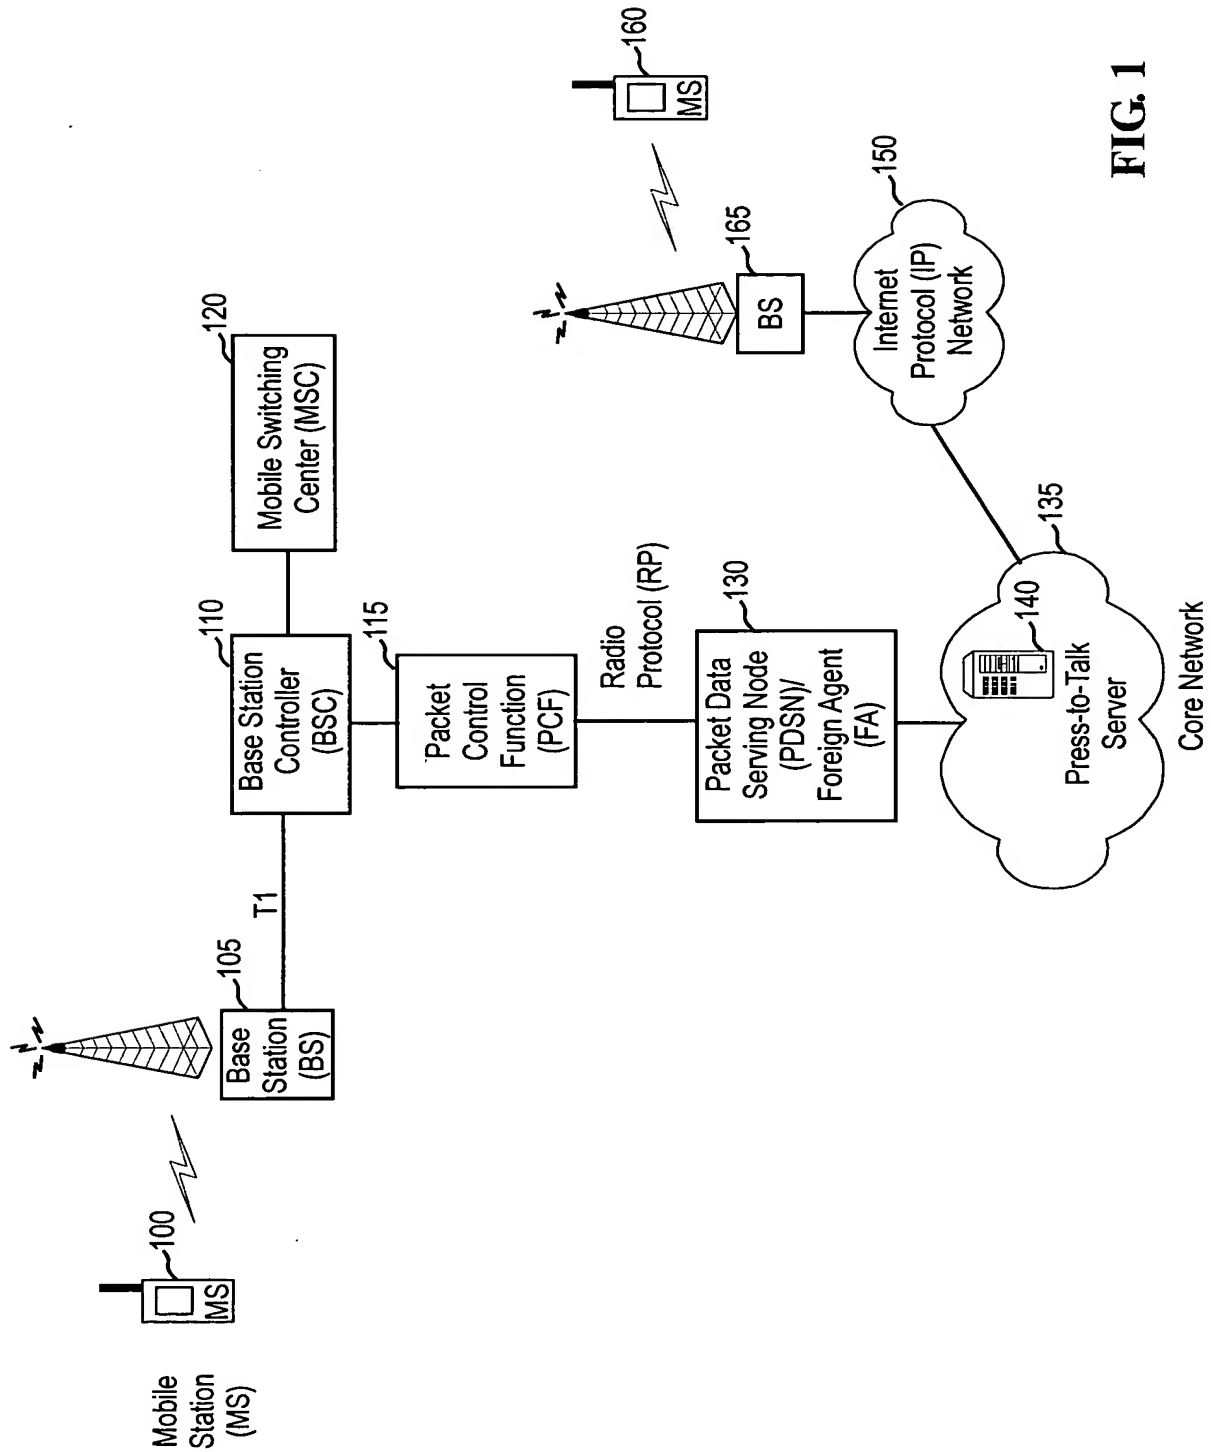 Mobile
Station
(MS)
MS
100
Base
Station
(BS)
105
T1
Base Station
Controller
(BSC)
110
Mobile Switching
Center (MSC)
120
Packet
Control
Function
(PCF)
115
Radio
Protocol (RP)
Packet Data
Serving Node
(PDSN)/
Foreign Agent
(FA)
130
Press-to-Talk
Server
140
135
Core Network
Internet
Protocol (IP)
Network
150
BS
165
MS
160
FIG. 1